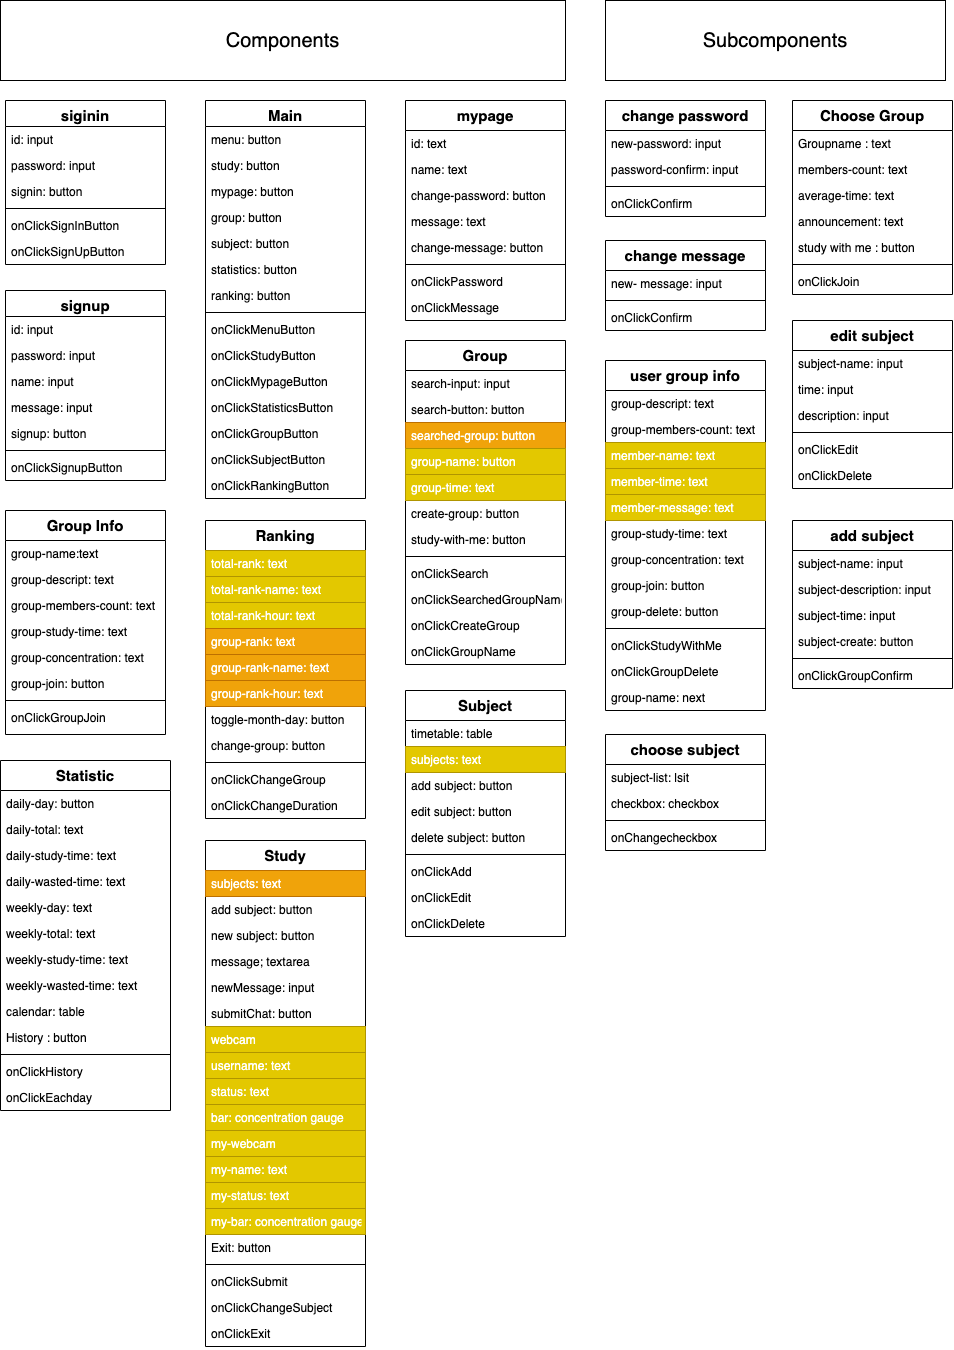 Components
Subcomponents
siginin
id: input
password: input
signin: button
onClickSignInButton
onClickSignUpButton
signup
id: input
password: input
name: input
message: input
signup: button
onClickSignupButton
Group Info
group-name:text
group-descript: text
group-members-count: text
group-study-time: text
group-concentration: text
group-join: button
onClickGroupJoin
Statistic
daily-day: button
daily-total: text
daily-study-time: text
daily-wasted-time: text
weekly-day: text
weekly-total: text
weekly-study-time: text
weekly-wasted-time: text
calendar: table
History : button
onClickHistory
onClickEachday
Main
menu: button
study: button
mypage: button
group: button
subject: button
statistics: button
ranking: button
onClickMenuButton
onClickStudyButton
onClickMypageButton
onClickStatisticsButton
onClickGroupButton
onClickSubjectButton
onClickRankingButton
Ranking
total-rank: text
total-rank-name: text
total-rank-hour: text
group-rank: text
group-rank-name: text
group-rank-hour: text
toggle-month-day: button
change-group: button
onClickChangeGroup
onClickChangeDuration
Study
subjects: text
add subject: button
new subject: button
message; textarea
newMessage: input
submitChat: button
webcam
username: text
status: text
bar: concentration gauge
my-webcam
my-name: text
my-status: text
my-bar: concentration gauge
Exit: button
onClickSubmit
onClickChangeSubject
onClickExit
mypage
id: text
name: text
change-password: button
message: text
change-message: button
onClickPassword
onClickMessage
Group
search-input: input
search-button: button
searched-group: button
group-name: button
group-time: text
create-group: button
study-with-me: button
onClickSearch
onClickSearchedGroupName
onClickCreateGroup
onClickGroupName
Subject
timetable: table
subjects: text
add subject: button
edit subject: button
delete subject: button
onClickAdd
onClickEdit
onClickDelete
change password
new-password: input
password-confirm: input
onClickConfirm
change message
new- message: input
onClickConfirm
user group info
group-descript: text
group-members-count: text
member-name: text
member-time: text
member-message: text
group-study-time: text
group-concentration: text
group-join: button
group-delete: button
onClickStudyWithMe
onClickGroupDelete
group-name: next
choose subject
subject-list: lsit
checkbox: checkbox
onChangecheckbox
Choose Group
Groupname : text
members-count: text
average-time: text
announcement: text
study with me : button
onClickJoin
edit subject
subject-name: input
time: input
description: input
onClickEdit
onClickDelete
add subject
subject-name: input
subject-description: input
subject-time: input
subject-create: button
onClickGroupConfirm